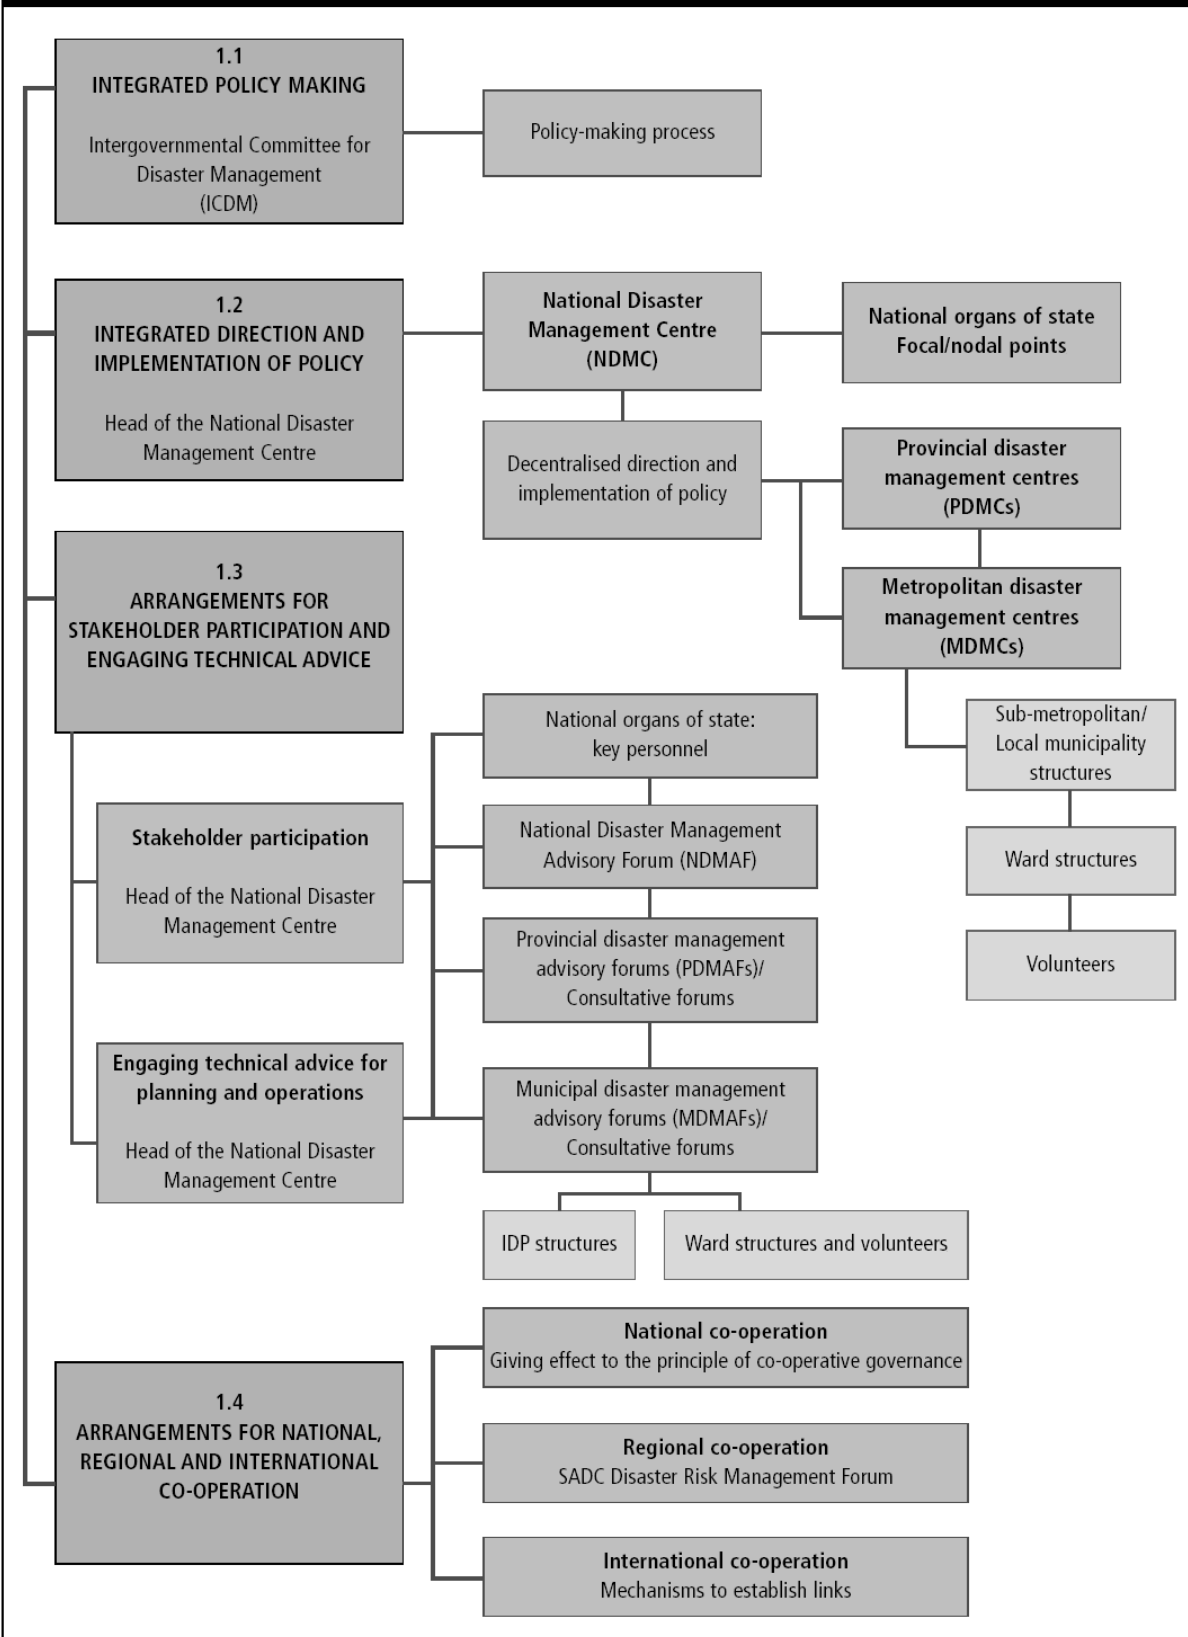 1.1
INTEGRATED POLICY MAKING
Intergovernmental Committee for
Disaster Management
(ICDM)
Policy-making process
1.2
INTEGRATED DIRECTION AND
IMPLEMENTATION OF POLICY
Head of the National Disaster
Management Centre
National Disaster
Management Centre
(NDMC)
National organs of state
Focal/nodal points
Decentralised direction and
implementation of policy
Provincial disaster
management centres
(PDMCs)
Metropolitan disaster
management centres
(MDMCs)
Sub-metropolitan/
Local municipality
structures
Ward structures
Volunteers
1.3
ARRANGEMENTS FOR
STAKEHOLDER PARTICIPATION AND
ENGAGING TECHNICAL ADVICE
Stakeholder participation
Head of the National Disaster
Management Centre
Engaging technical advice for
planning and operations
Head of the National Disaster
Management Centre
National organs of state:
key personnel
National Disaster Management
Advisory Forum (NDMAF)
Provincial disaster management
advisory forums (PDMAFs)/
Consultative forums
Municipal disaster management
advisory forums (MDMAFs)/
Consultative forums
IDP structures
Ward structures and volunteers
1.4
ARRANGEMENTS FOR NATIONAL,
REGIONAL AND INTERNATIONAL
CO-OPERATION
National co-operation
Giving effect to the principle of co-operative governance
Regional co-operation
SADC Disaster Risk Management Forum
International co-operation
Mechanisms to establish links